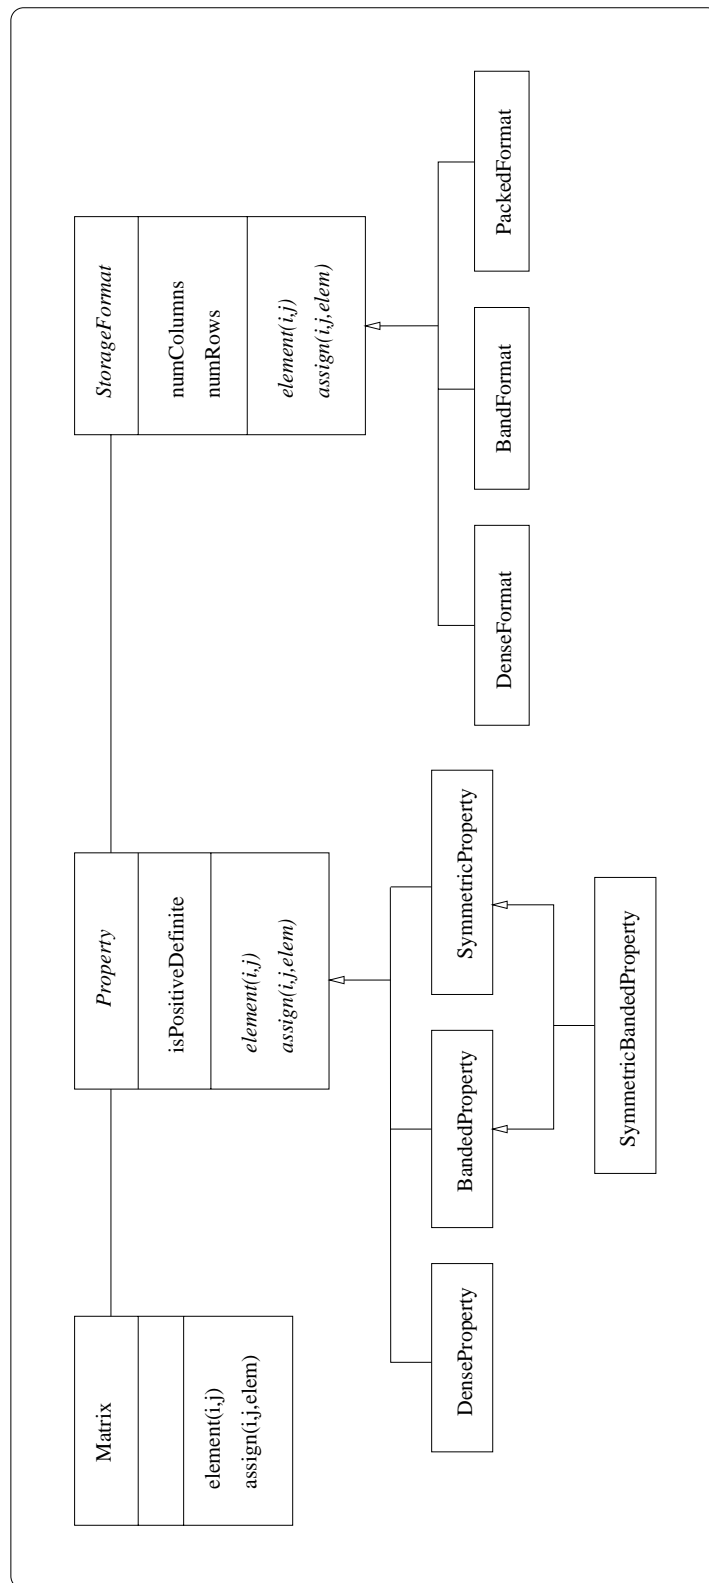 Matrix
element(i,j)
assign(i,j,elem)
Property
isPositiveDefinite
element(i,j)
assign(i,j,elem)
StorageFormat
numColumns
numRows
element(i,j)
assign(i,j,elem)
DenseProperty
BandedProperty
SymmetricProperty
SymmetricBandedProperty
DenseFormat
BandFormat
PackedFormat